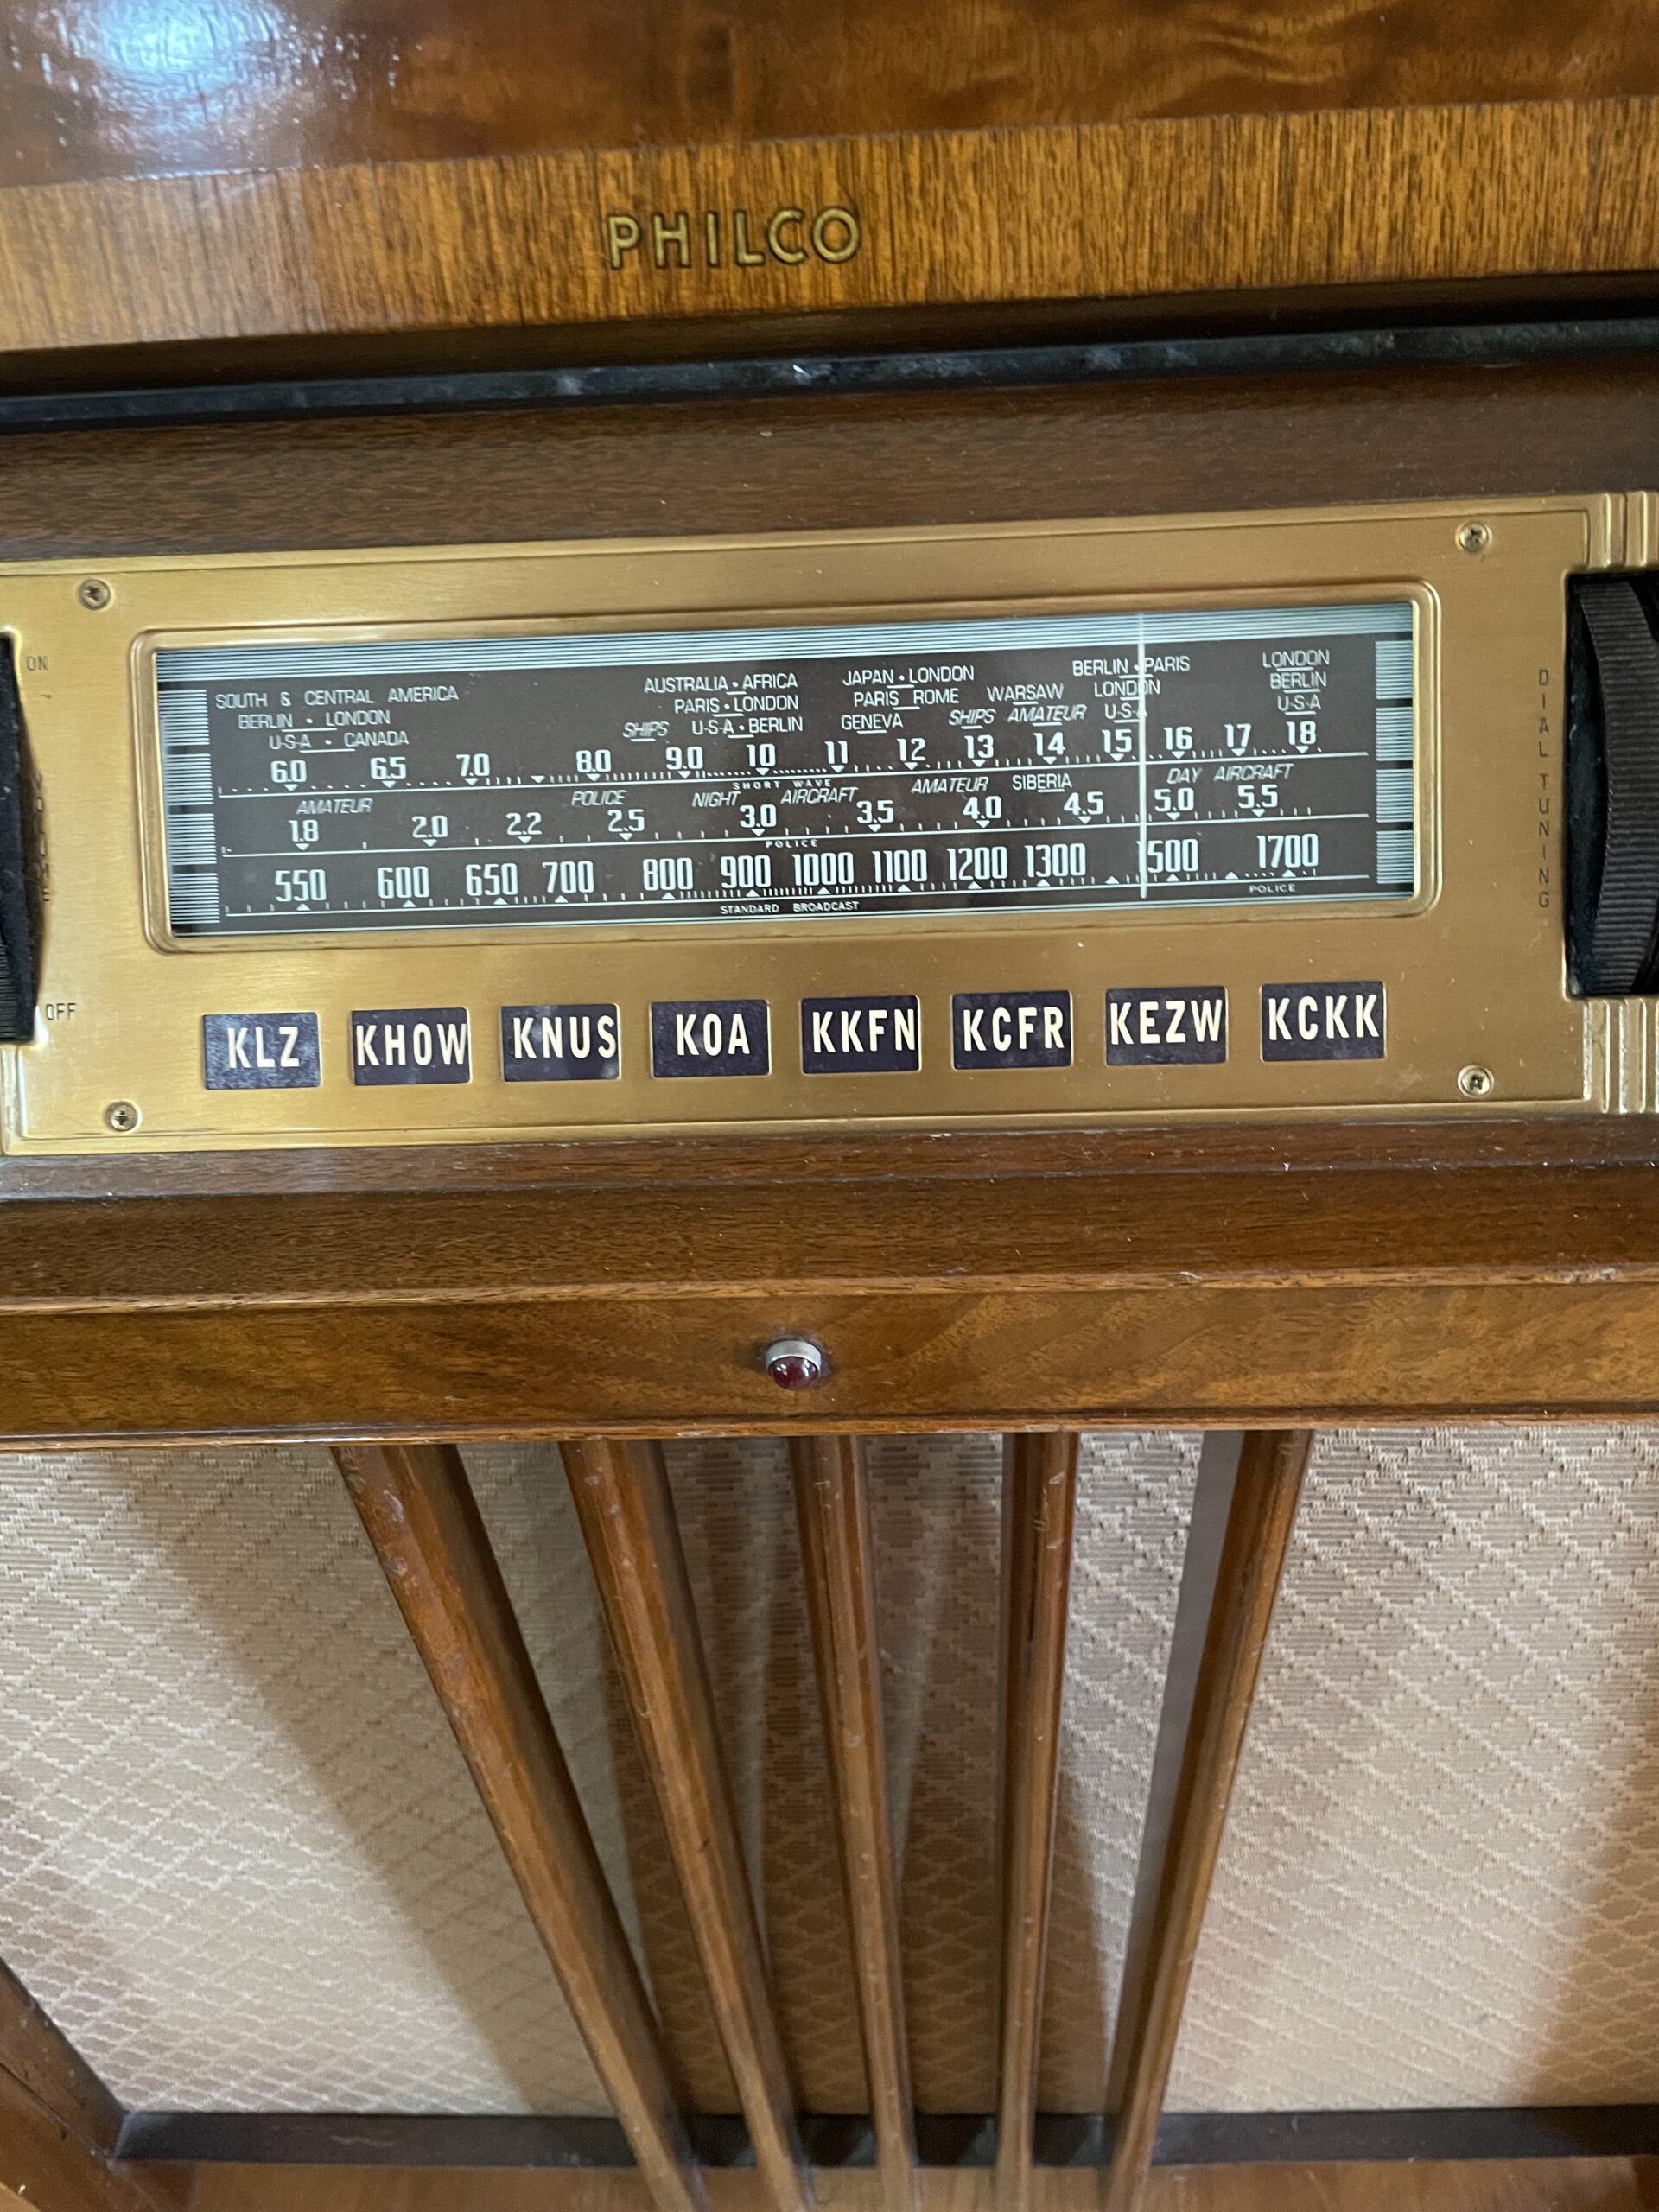 PHILCO
ON
SOUTH & CENTRAL AMERICA
BERLIN • LONDON
U-S-A • CANADA
SHIPS
AUSTRALIA • AFRICA
PARIS • LONDON
U-S-A • BERLIN
JAPAN • LONDON
PARIS ROME
GENEVA
WARSAW
SHIPS AMATEUR
BERLIN • PARIS
LONDON
U-S-A
LONDON
BERLIN
U-S-A
6.0 6.5 7.0 8.0 9.0 10 11 12 13 14 15 16 17 18
SHORT WAVE
AMATEUR POLICE NIGHT AIRCRAFT AMATEUR SIBERIA DAY AIRCRAFT
1.8 2.0 2.2 2.5 3.0 3.5 4.0 4.5 5.0 5.5
POLICE
550 600 650 700 800 900 1000 1100 1200 1300 1500 1700
POLICE
STANDARD BROADCAST
DIAL TUNING
OFF
KLZ KHOW KNUS KOA KKFN KCFR KEZW KCKK